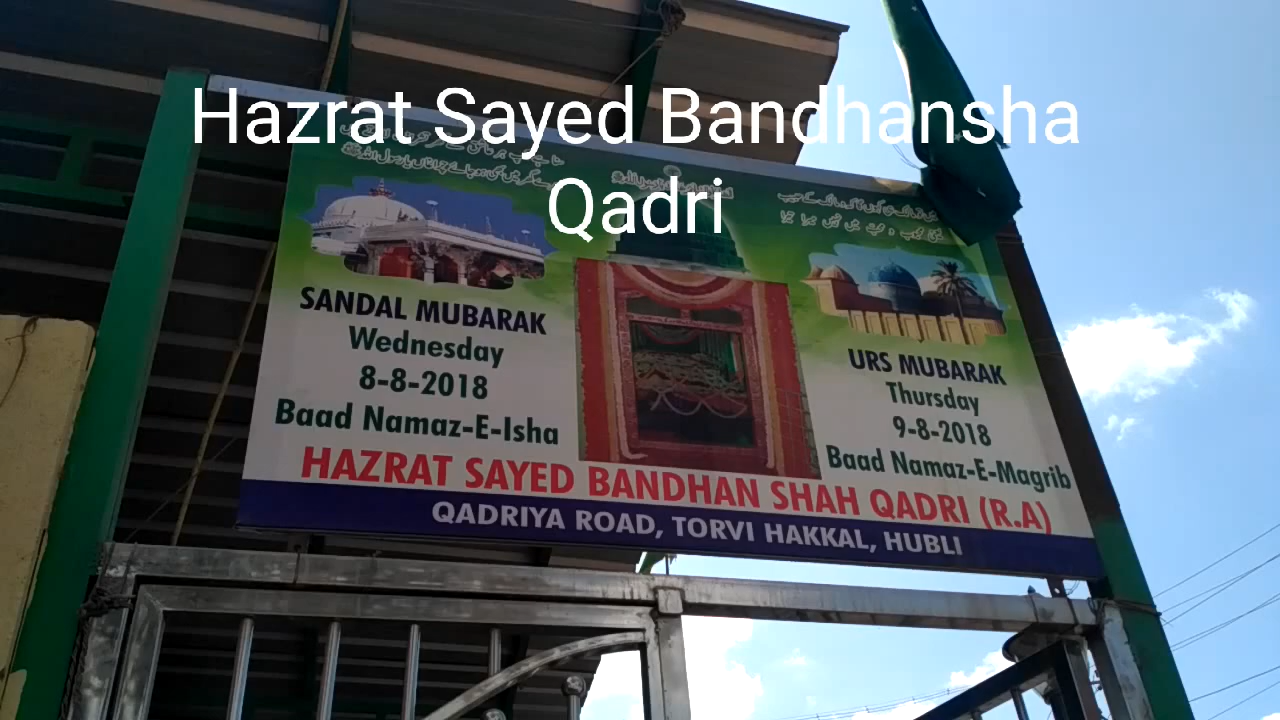 Hazrat Sayed Bandhansha
Qadri
SANDAL MUBARAK
Wednesday
8-8-2018
Baad Namaz-E-Isha
URS MUBARAK
Thursday
9-8-2018
Baad Namaz-E-Magrib
HAZRAT SAYED BANDHAN SHAH QADRI (R.A)
QADRIYA ROAD, TORVI HAKKAL, HUBLI